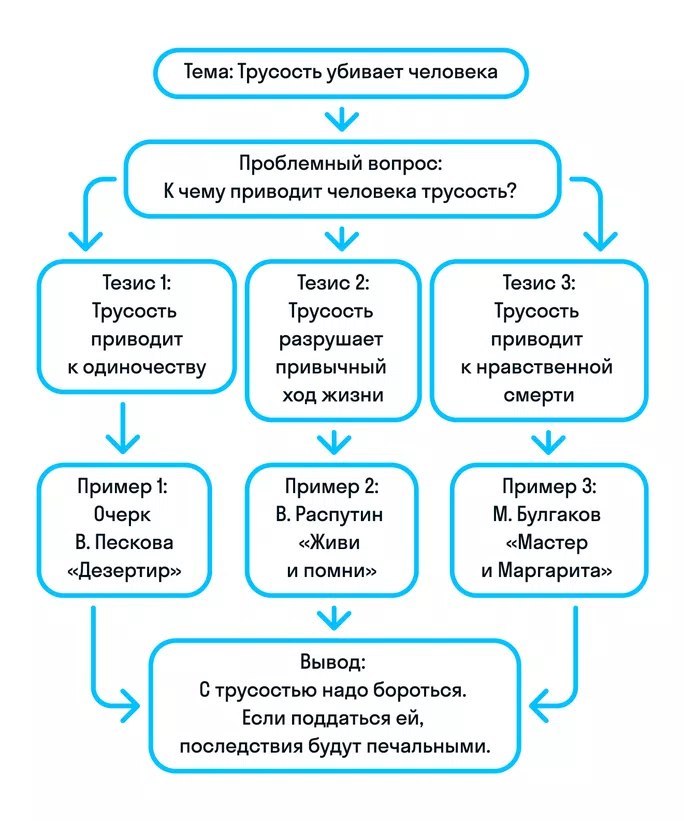 Тема: Трусость убивает человека
Проблемный вопрос:
К чему приводит человека трусость?
Тезис 1:
Трусость
приводит
к одиночеству
Тезис 2:
Трусость
разрушает
привычный
ход жизни
Тезис 3:
Трусость
приводит
к нравственной
смерти
Пример 1:
Очерк
В. Пескова
«Дезертир»
Пример 2:
В. Распутин
«Живи
и помни»
Пример 3:
М. Булгаков
«Мастер
и Маргарита»
Вывод:
С трусостью надо бороться.
Если поддаться ей,
последствия будут печальными.